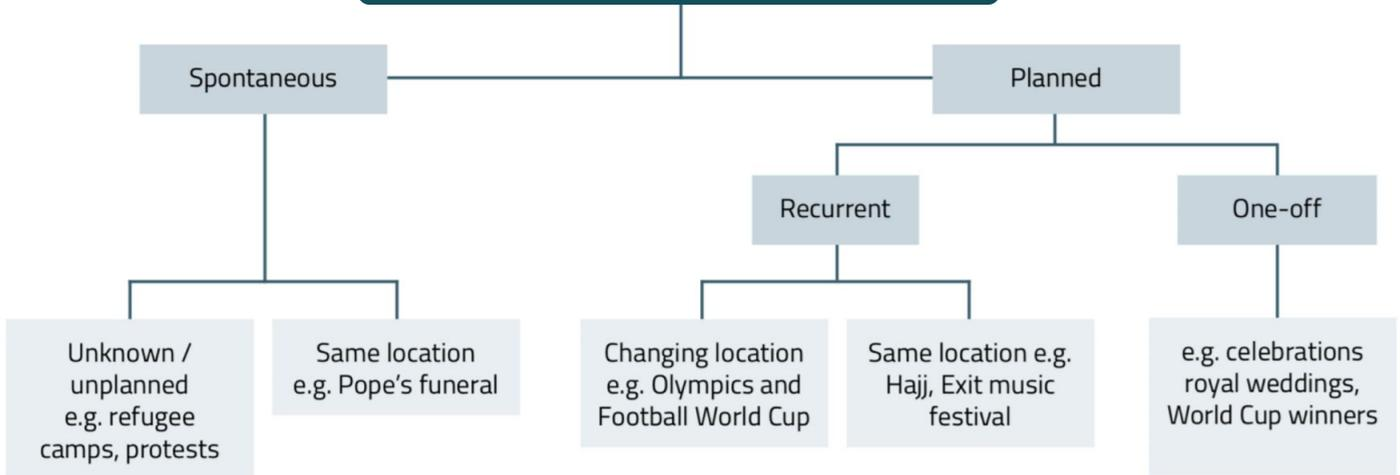 Spontaneous
Planned
Recurrent
One-off
Unknown /
unplanned
e.g. refugee
camps, protests
Same location
e.g. Pope's funeral
Changing location
e.g. Olympics and
Football World Cup
Same location e.g.
Hajj, Exit music
festival
e.g. celebrations
royal weddings,
World Cup winners